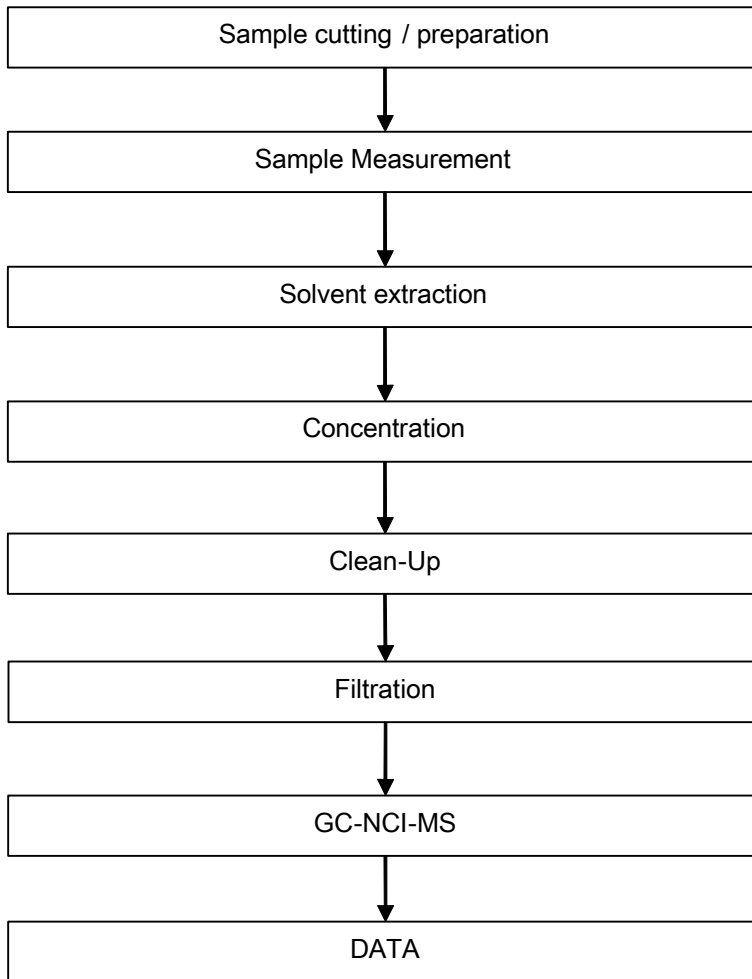 Sample cutting / preparation
Sample Measurement
Solvent extraction
Concentration
Clean-Up
Filtration
GC-NCI-MS
DATA